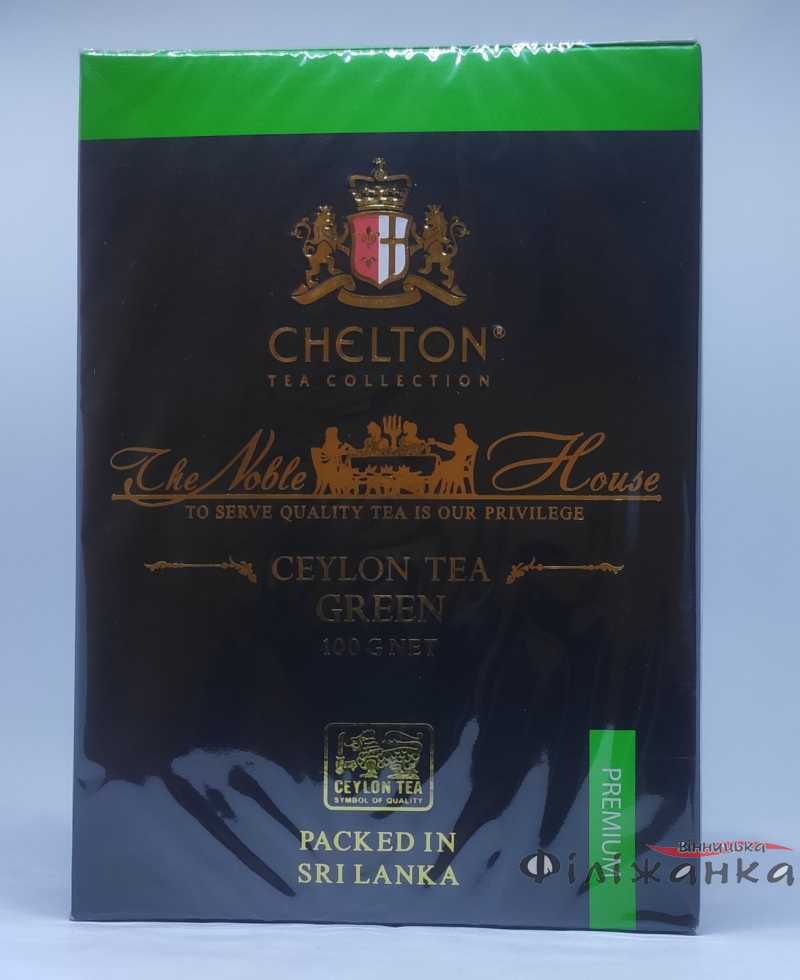 CHELTON®
TEA COLLECTION
The Noble House
TO SERVE QUALITY TEA IS OUR PRIVILEGE
CEYLON TEA
GREEN
100 G NET
CEYLON TEA
SYMBOL OF QUALITY
PACKED IN
SRI LANKA
PREMIUM
Вінницька
Філіжанка